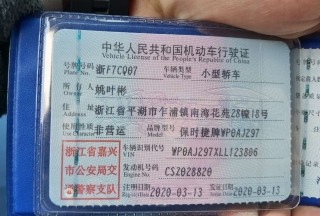 中华人民共和国机动车行驶证
Vehicle License of the People's Republic of China
号牌号码 浙F7CQ07 车辆类型 小型轿车
Plate No. Vehicle Type
所有人 姚叶彬
Owner
住址 浙江省平湖市乍浦镇南海花苑28幢18号
Address
使用性质 非营运 品牌型号 保时捷牌WP0AJZ97
Use Character Model
浙江省嘉兴市公安局交通警察支队
车辆识别代号 WP0AJZ97XLL123806
VIN
发动机号码 CSZ028820
Engine No.
注册日期 2020-03-13 发证日期 2020-03-13
Register Date Issue Date